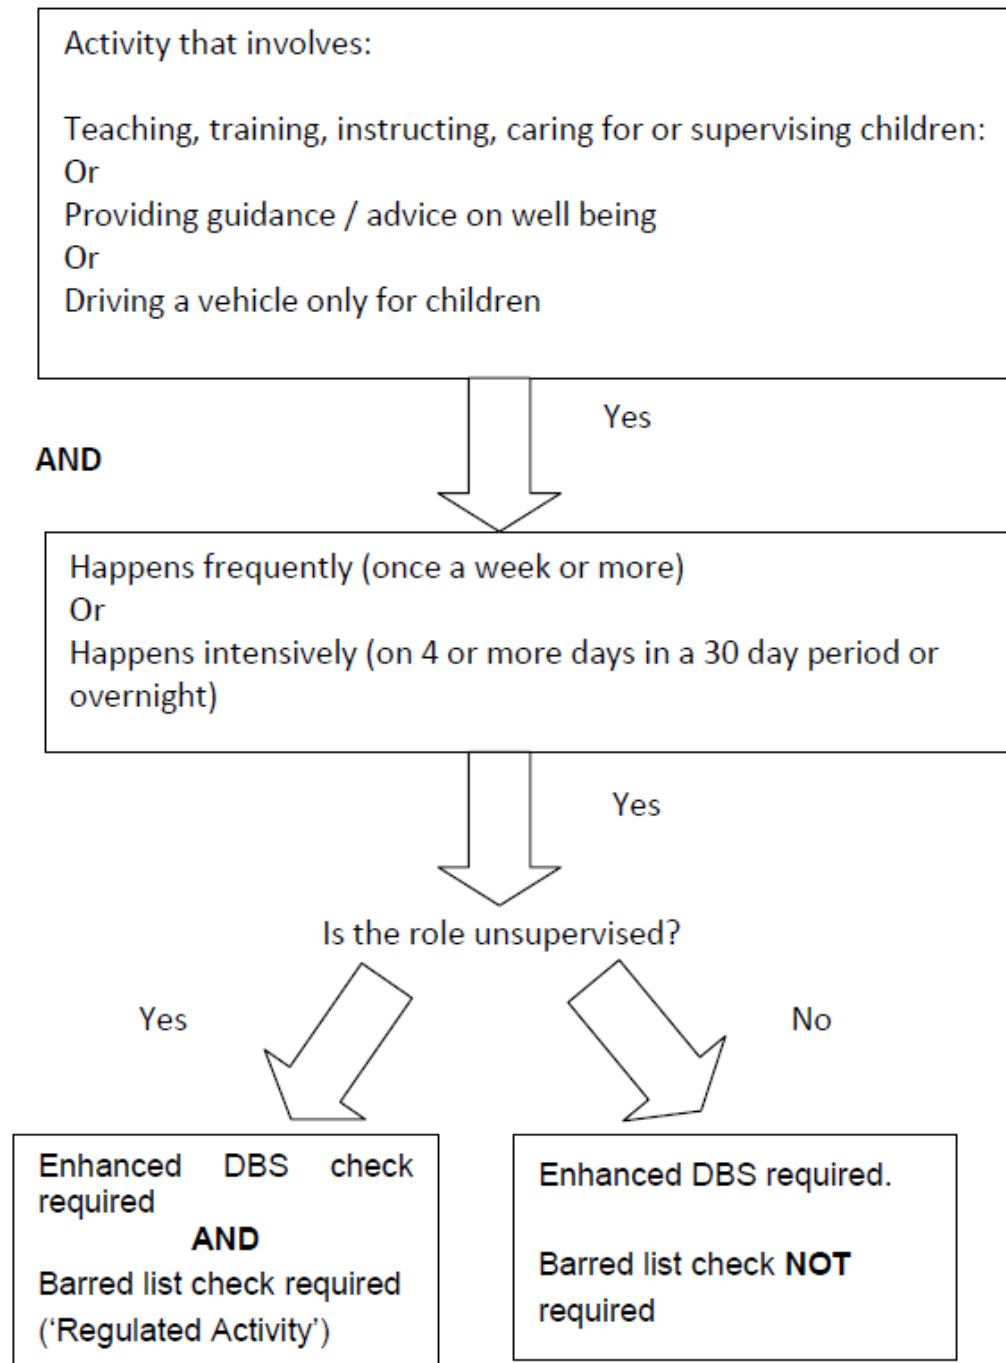 Activity that involves:
Teaching, training, instructing, caring for or supervising children:
Or
Providing guidance / advice on well being
Or
Driving a vehicle only for children
Yes
AND
Happens frequently (once a week or more)
Or
Happens intensively (on 4 or more days in a 30 day period or
overnight)
Yes
Is the role unsupervised?
Yes
No
Enhanced DBS check
required
AND
Barred list check required
(‘Regulated Activity’)
Enhanced DBS required.
Barred list check NOT
required